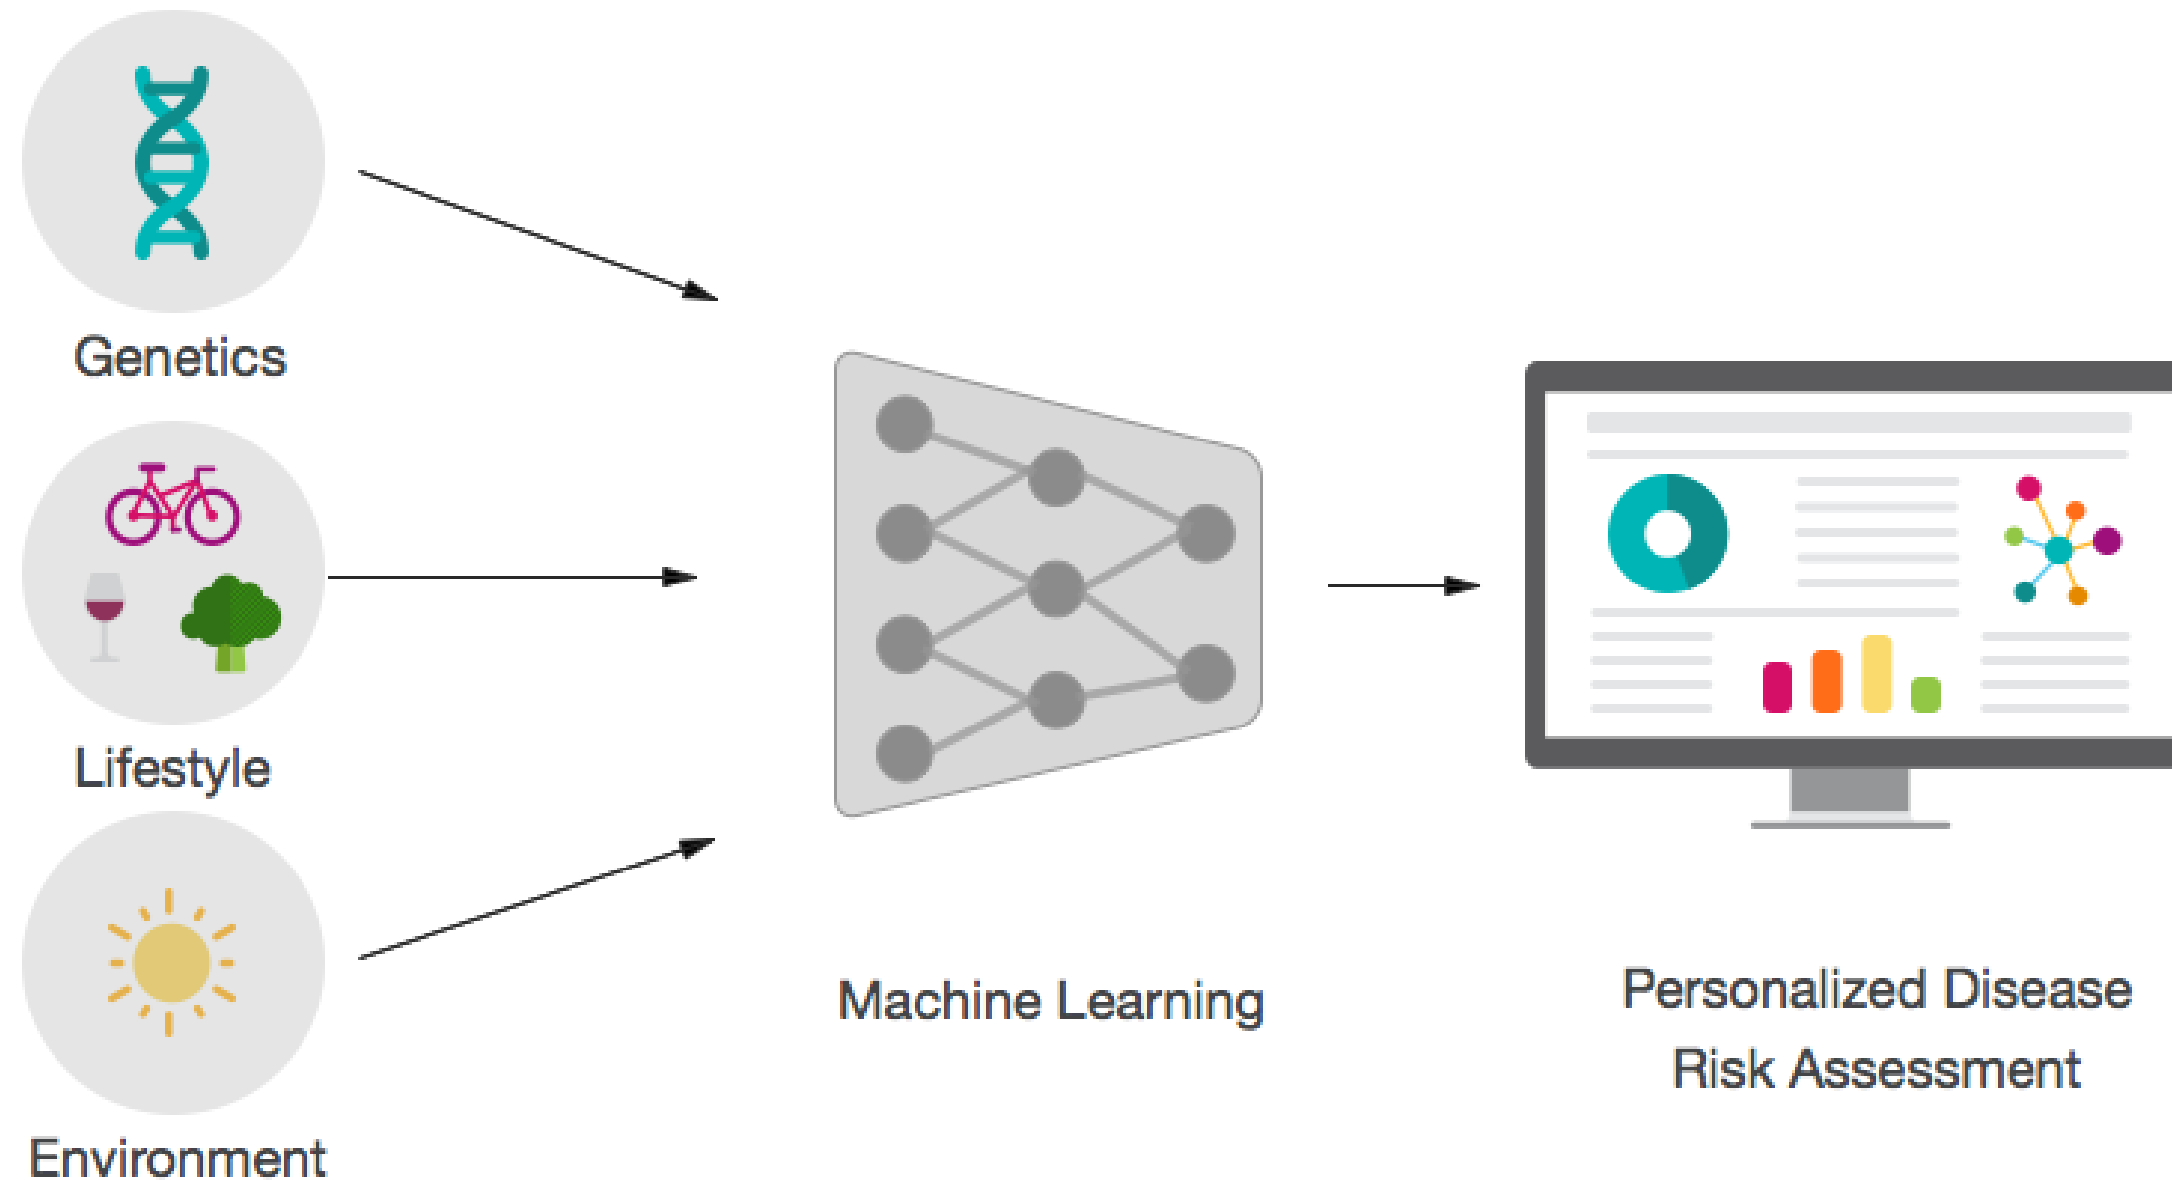 Genetics
Lifestyle
Environment
Machine Learning
Personalized Disease
Risk Assessment